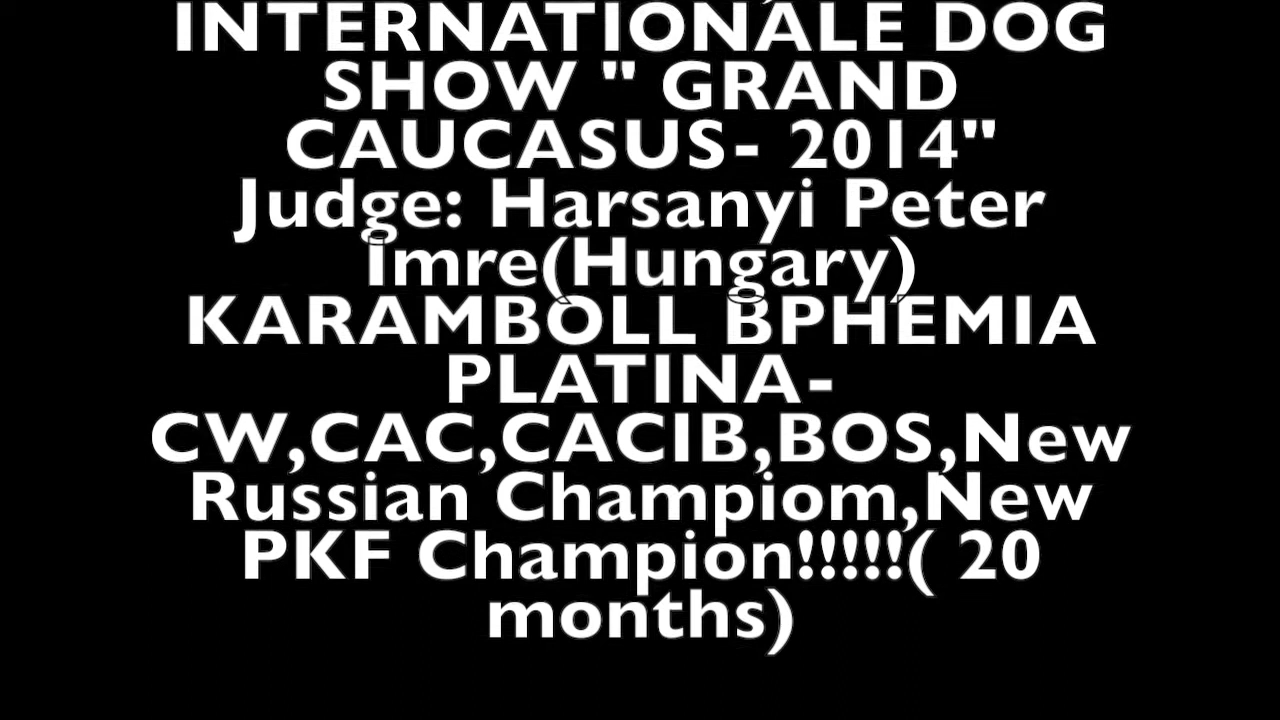 INTERNATIONALE DOG
SHOW " GRAND
CAUCASUS- 2014"
Judge: Harsanyi Peter
Imre(Hungary)
KARAMBOLL BPHEMIA
PLATINA-
CW,CAC,CACIB,BOS,New
Russian Champiom,New
PKF Champion!!!!!( 20
months)